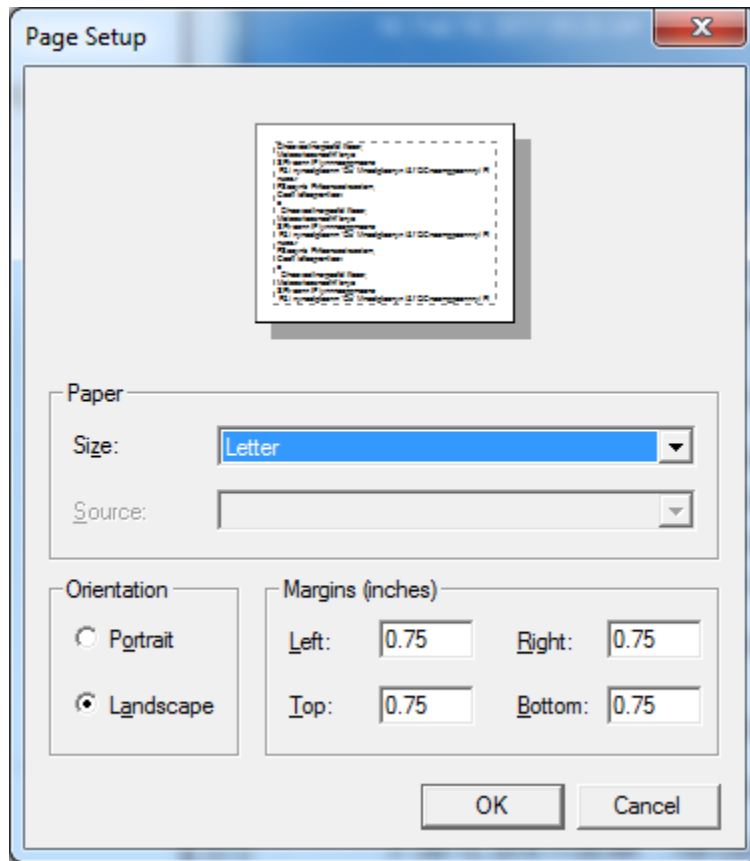 Page Setup
Paper
Size:
Letter
Source:
Orientation
Portrait
Landscape
Margins (inches)
Left:
0.75
Right:
0.75
Top:
0.75
Bottom:
0.75
OK
Cancel